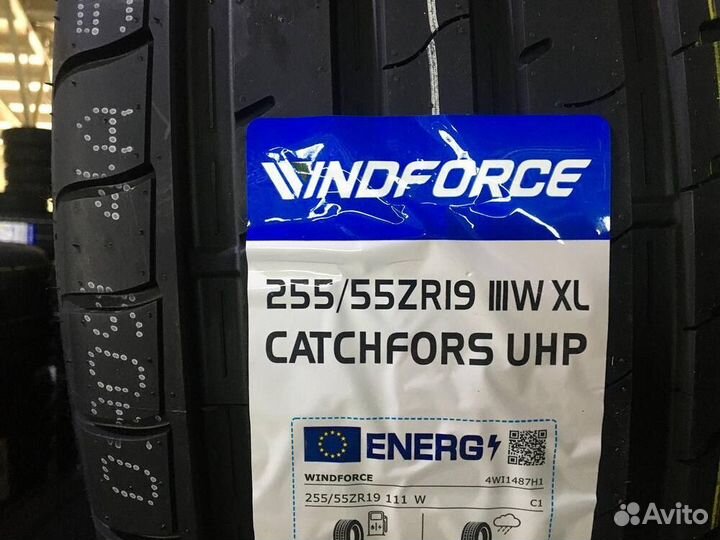 WINDFORCE
255/55ZR19 111W XL
CATCHFORS UHP
ENERG
WINDFORCE
4WI1487H1
255/55ZR19 111 W
C1
Avito